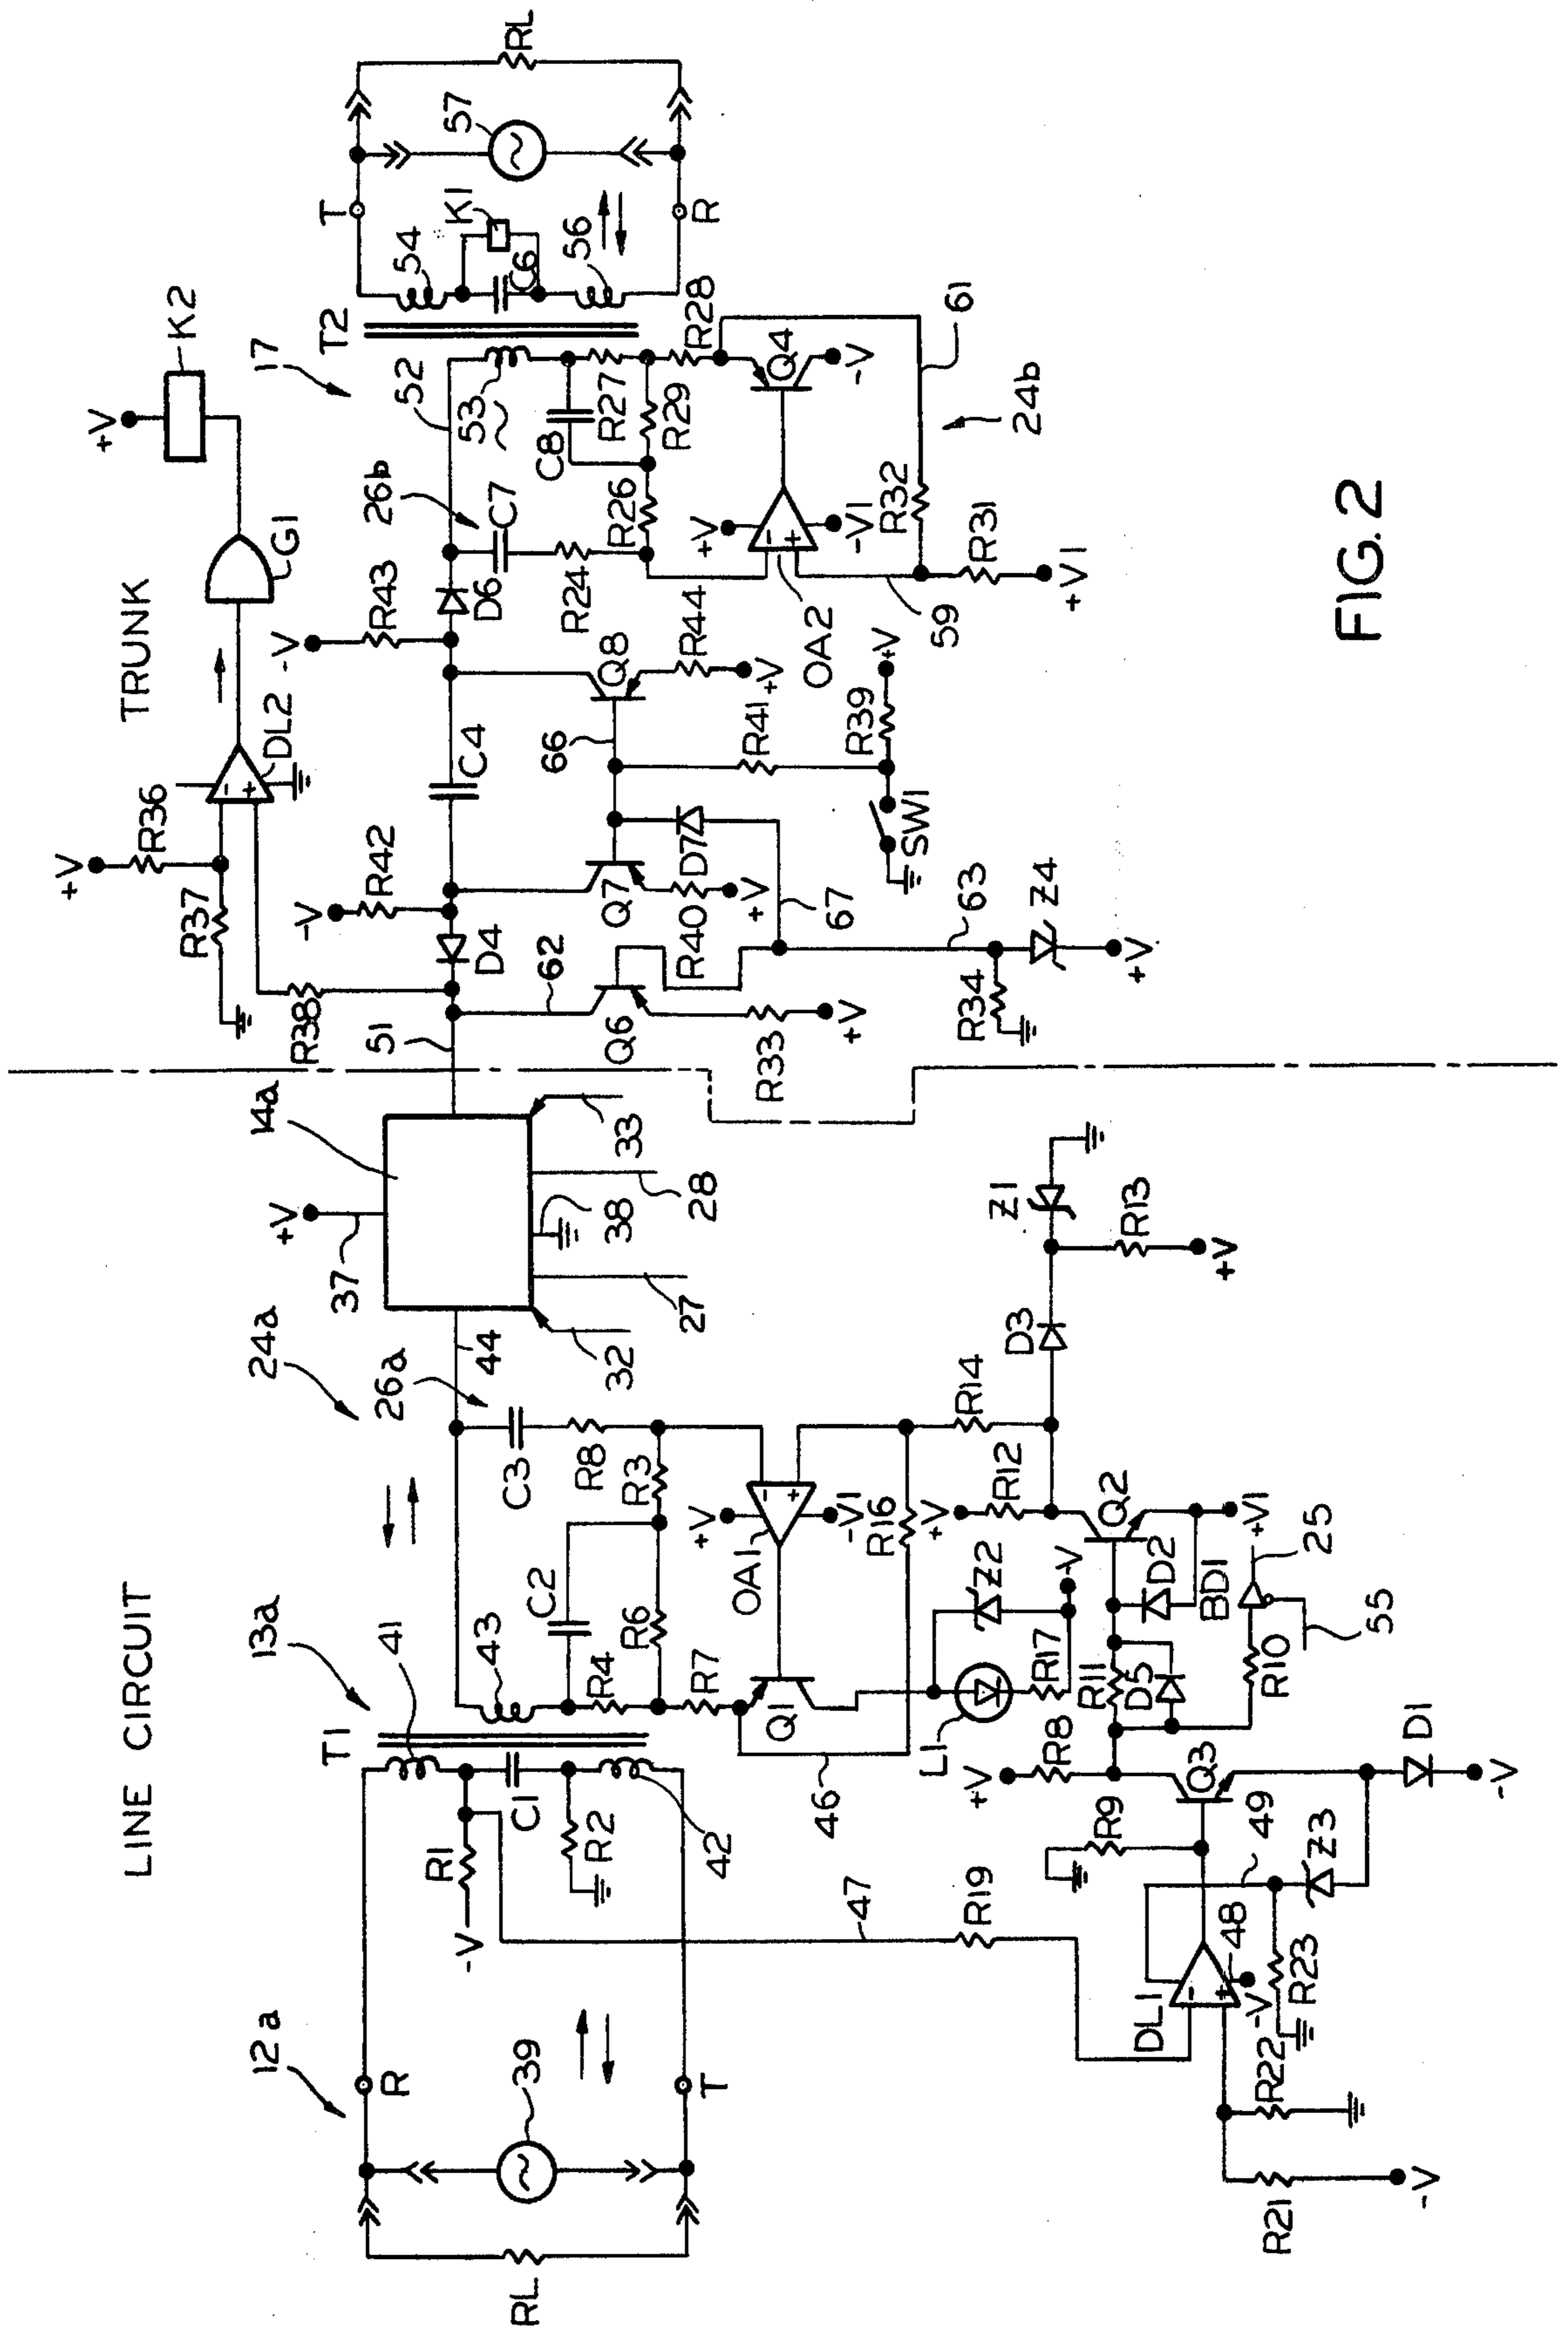 LINE CIRCUIT
TRUNK
12a
13a
24a
26a
14a
17
26b
24b
RL
39
R
T
R1
-V
C1
R2
41
42
T1
43
C2
R4
R6
R7
R3
R8
C3
44
37
+V
32
27
38
28
33
OA1
+V
-V1
Q1
46
R16
R14
D3
Z1
R13
+V
L1
Z2
R17
-V
R12
+V
Q2
D2
+V1
BD1
25
55
R10
R11
D5
R8
+V
Q3
D1
-V
R9
49
Z3
48
-V
R23
DL1
R22
R21
-V
R19
47
51
R38
R37
R36
+V
DL2
G1
K2
+V
D4
R42
-V
62
Q6
R33
+V
R34
63
Z4
+V
67
Q7
R40
+V
D7
66
C4
Q8
R44
+V
R41
R39
+V
SW1
R43
-V
D6
C7
R24
R26
C8
R27
R29
R28
52
53
T2
54
56
C6
K1
T
R
57
RL
OA2
+V
-V1
Q4
-V
59
R32
R31
+V1
61
FIG.2